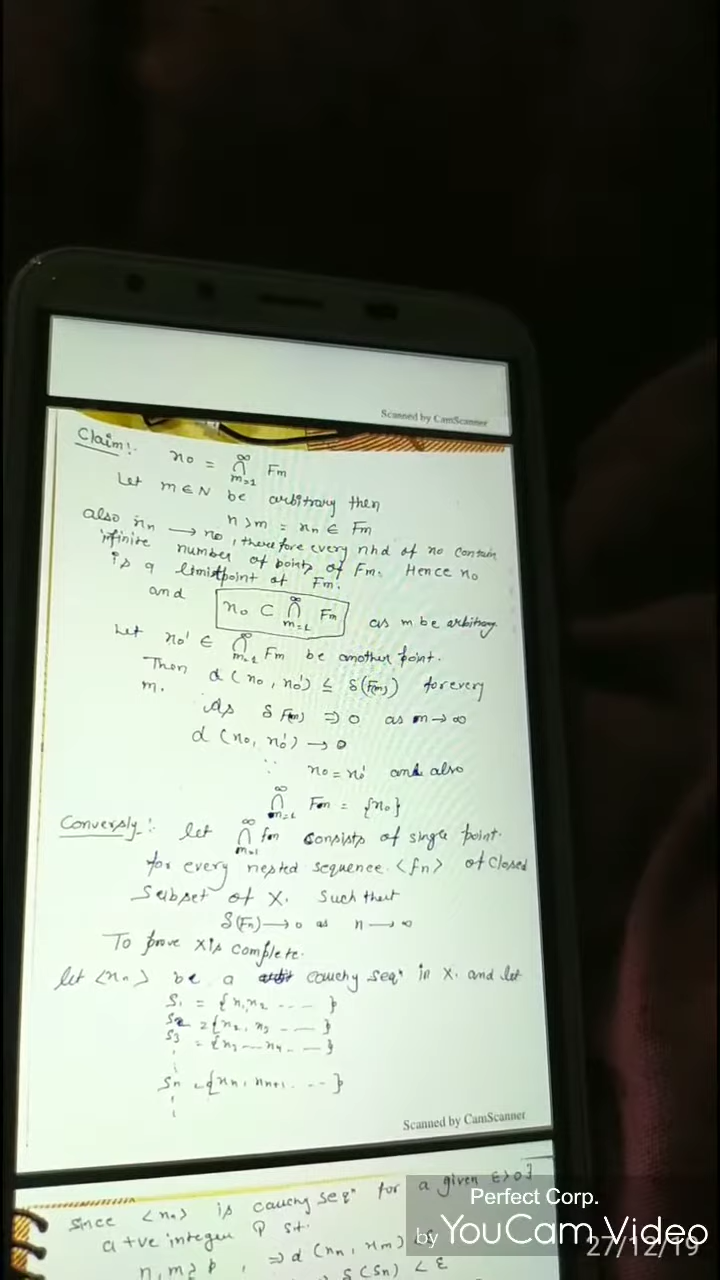 Scanned by CamScanner
Claim:
x0 = ∞∩m=1 Fm
Let m ∈ N be arbitrary then
n > m = xn ∈ Fm
also xn → x0, therefore every nhd of x0 contain
infinite number of points of Fm. Hence x0
is a limit point of Fm.
and x0 ⊂ ∞∩m=1 Fm as m be arbitrary
Let x0' ∈ ∞∩m=1 Fm be another point.
Then d(x0, x0') ≤ δ(Fm) for every
m.
As δ(Fm) ⇒ 0 as m → ∞
d(x0, x0') → 0
∵ x0 = x0' and also
∞∩m=1 Fm = {x0}
Conversly: let ∞∩m=1 fm consists of single point.
for every nested sequence <fn> of closed
Subset of X. Such that
δ(Fn) → 0 as n → ∞
To prove X is complete.
let <xn> be a cauchy seqn in X. and let
S1 = {x1, x2 ----- }
S2 = {x2, x3 ---- }
S3 = {x3 -- x4 - -- }
Sn = {xn, xn+1 - -- }
Scanned by CamScanner
Since <xn> is cauchy seqn for a given ε>0 ∃
a +ve integer p s.t.
n, m ≥ p, ⇒ d(xn, xm) < ε
δ(Sn) < ε
Perfect Corp.
by YouCam Video
27/12/19